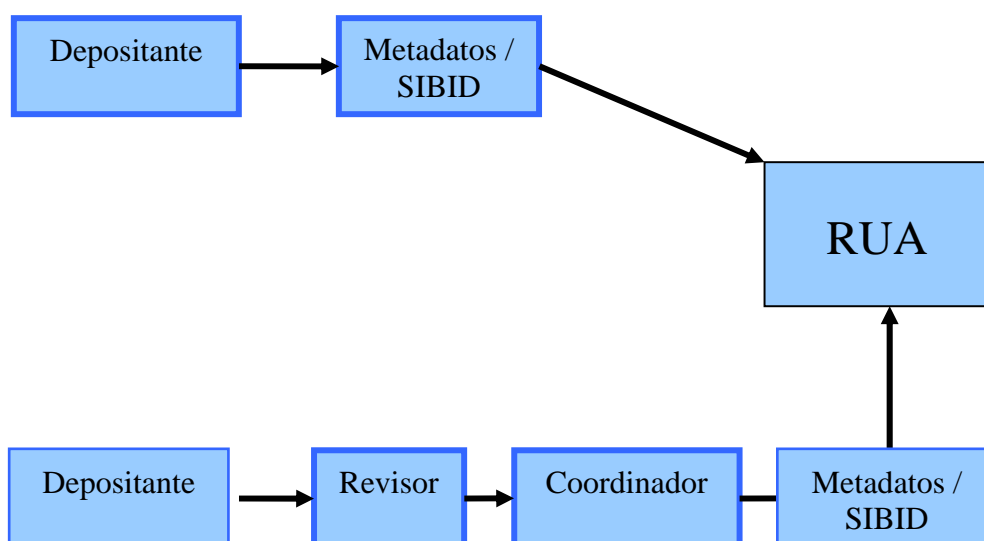 Depositante
Metadatos /
SIBID
RUA
Depositante
Revisor
Coordinador
Metadatos /
SIBID